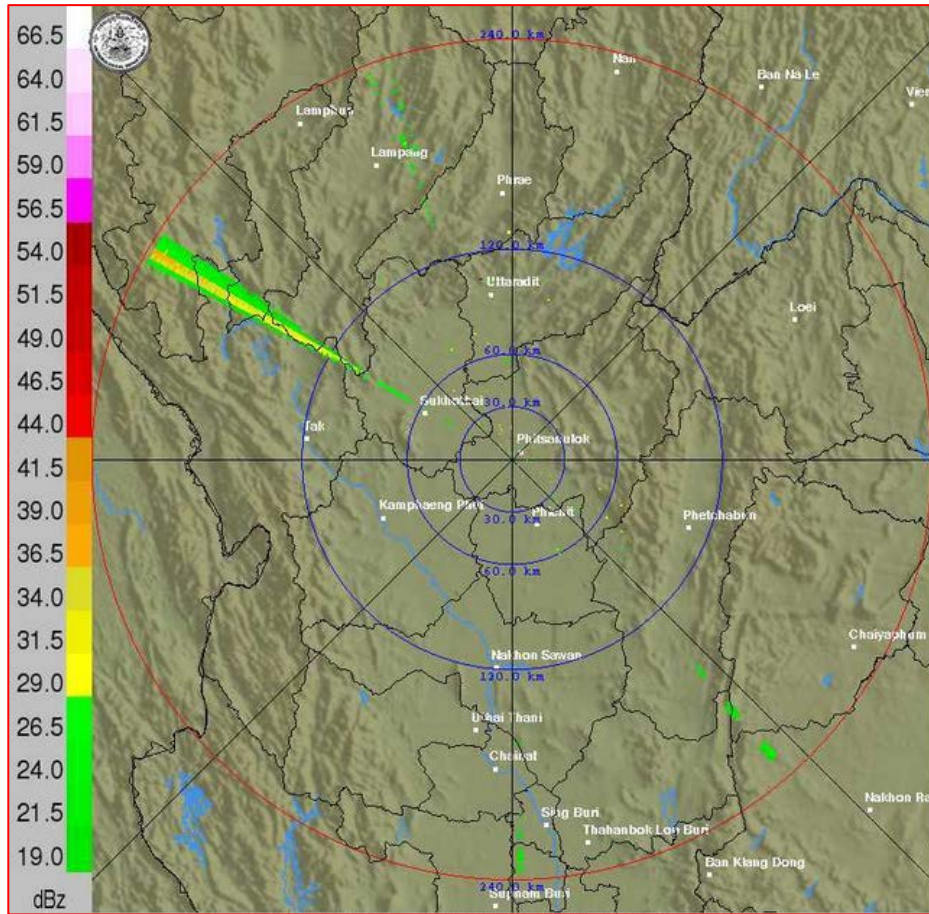 66.5
64.0
61.5
59.0
56.5
54.0
51.5
49.0
46.5
44.0
41.5
39.0
36.5
34.0
31.5
29.0
26.5
24.0
21.5
19.0
dBz
240.0 km
Nan
Ban Na Le
Vien
Lamphun
Lampang
Phrae
120.0 km
Uttaradit
Loei
60.0 km
30.0 km
Sukhothai
Tak
Phitsanulok
Kamphaeng Phet
30.0 km
Phichit
Phetchabun
60.0 km
Chaiyaphum
Nakhon Sawan
120.0 km
Uthai Thani
Chainat
Sing Buri
Thahanbok Lop Buri
Nakhon Ra
Ban Klang Dong
240.0 km
Suphan Buri